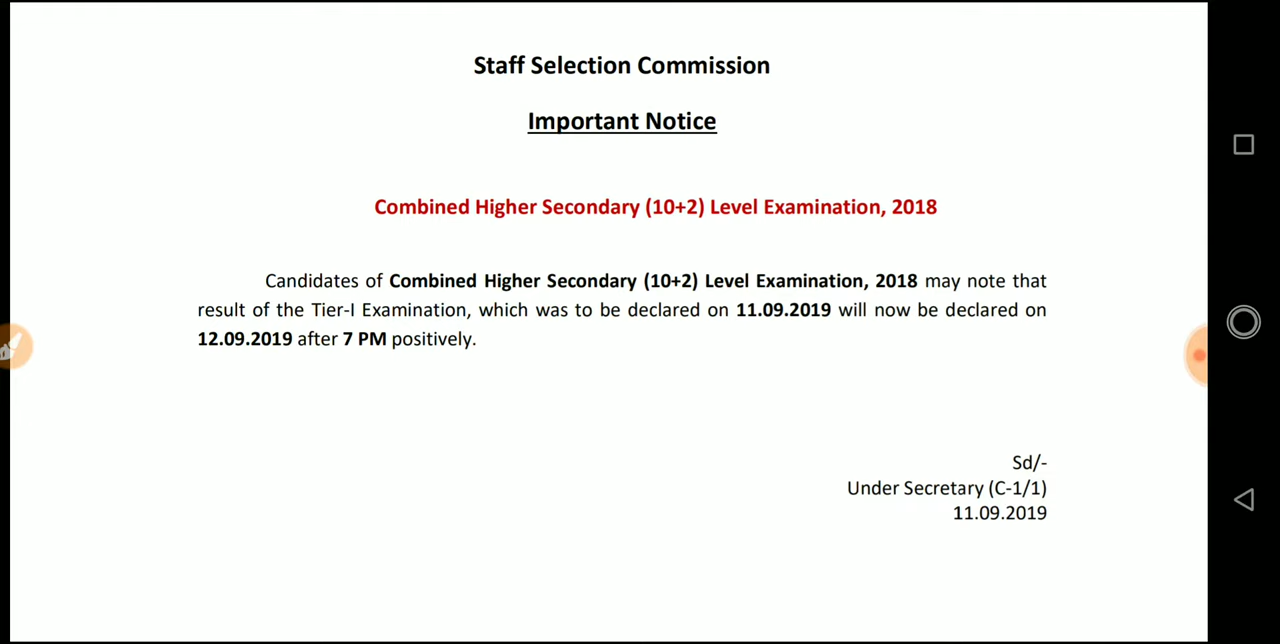 Staff Selection Commission
Important Notice
Combined Higher Secondary (10+2) Level Examination, 2018
Candidates of Combined Higher Secondary (10+2) Level Examination, 2018 may note that
result of the Tier-I Examination, which was to be declared on 11.09.2019 will now be declared on
12.09.2019 after 7 PM positively.
Sd/-
Under Secretary (C-1/1)
11.09.2019